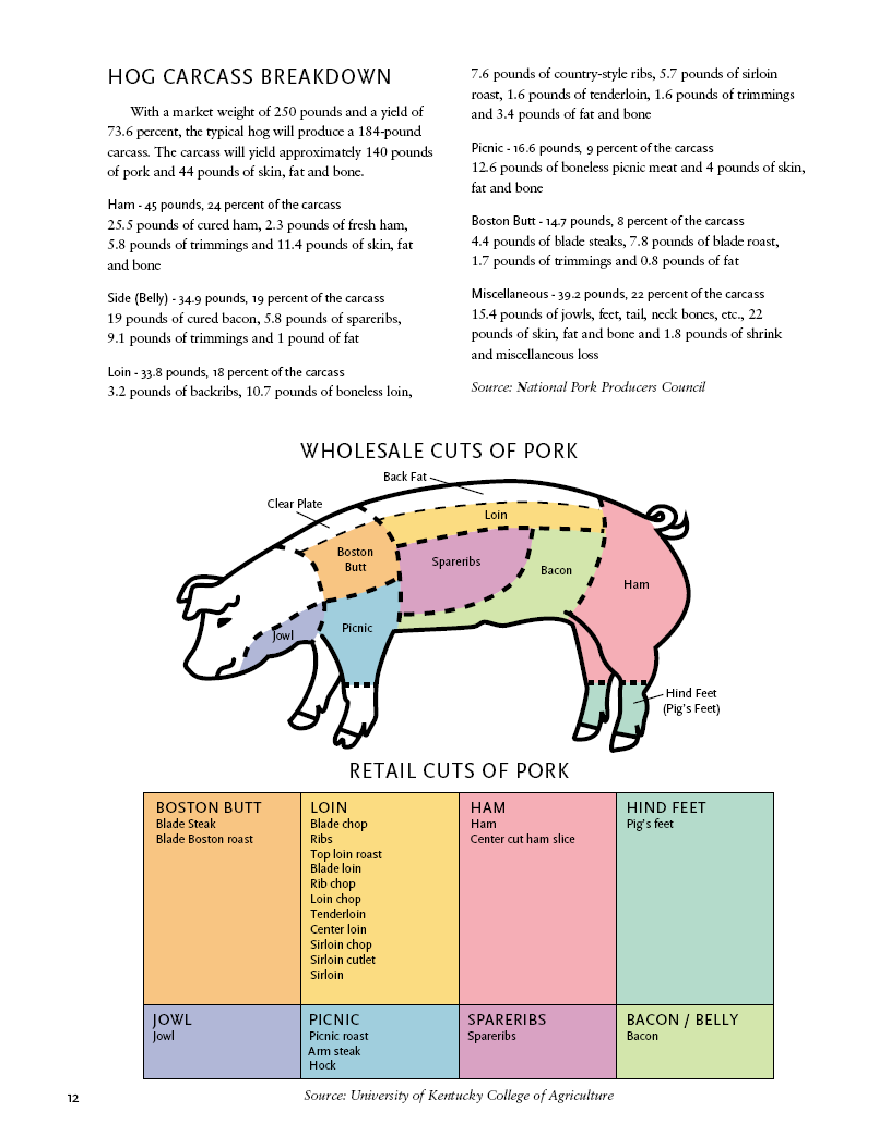 HOG CARCASS BREAKDOWN
With a market weight of 250 pounds and a yield of
73.6 percent, the typical hog will produce a 184-pound
carcass. The carcass will yield approximately 140 pounds
of pork and 44 pounds of skin, fat and bone.
Ham - 45 pounds, 24 percent of the carcass
25.5 pounds of cured ham, 2.3 pounds of fresh ham,
5.8 pounds of trimmings and 11.4 pounds of skin, fat
and bone
Side (Belly) - 34.9 pounds, 19 percent of the carcass
19 pounds of cured bacon, 5.8 pounds of spareribs,
9.1 pounds of trimmings and 1 pound of fat
Loin - 33.8 pounds, 18 percent of the carcass
3.2 pounds of backribs, 10.7 pounds of boneless loin,
7.6 pounds of country-style ribs, 5.7 pounds of sirloin
roast, 1.6 pounds of tenderloin, 1.6 pounds of trimmings
and 3.4 pounds of fat and bone
Picnic - 16.6 pounds, 9 percent of the carcass
12.6 pounds of boneless picnic meat and 4 pounds of skin,
fat and bone
Boston Butt - 14.7 pounds, 8 percent of the carcass
4.4 pounds of blade steaks, 7.8 pounds of blade roast,
1.7 pounds of trimmings and 0.8 pounds of fat
Miscellaneous - 39.2 pounds, 22 percent of the carcass
15.4 pounds of jowls, feet, tail, neck bones, etc., 22
pounds of skin, fat and bone and 1.8 pounds of shrink
and miscellaneous loss
Source: National Pork Producers Council
WHOLESALE CUTS OF PORK
Back Fat
Clear Plate
Loin
Boston
Butt
Spareribs
Bacon
Ham
Picnic
Jowl
Hind Feet
(Pig's Feet)
RETAIL CUTS OF PORK
BOSTON BUTT
Blade Steak
Blade Boston roast
LOIN
Blade chop
Ribs
Top loin roast
Blade loin
Rib chop
Loin chop
Tenderloin
Center loin
Sirloin chop
Sirloin cutlet
Sirloin
HAM
Ham
Center cut ham slice
HIND FEET
Pig's feet
JOWL
Jowl
PICNIC
Picnic roast
Arm steak
Hock
SPARERIBS
Spareribs
BACON / BELLY
Bacon
12
Source: University of Kentucky College of Agriculture